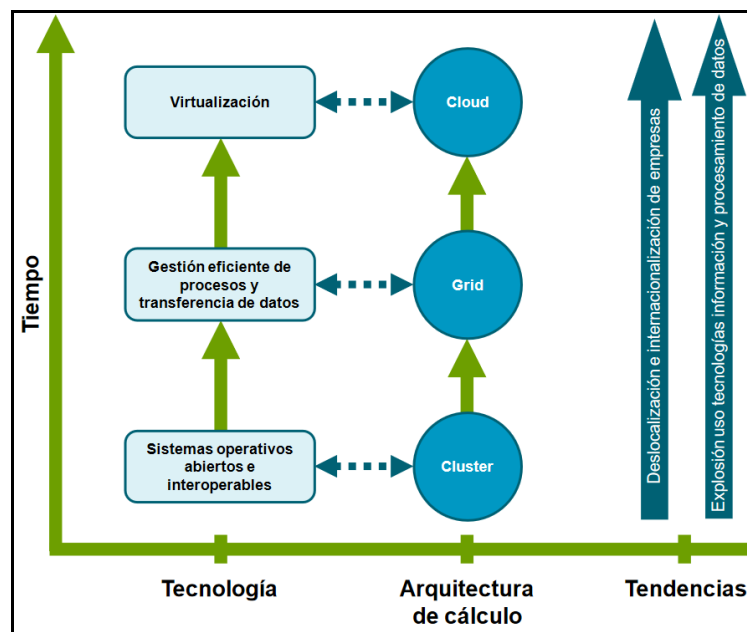 Tiempo
Virtualización
Cloud
Gestión eficiente de
procesos y
transferencia de datos
Grid
Sistemas operativos
abiertos e
interoperables
Cluster
Deslocalización e internacionalización de empresas
Explosión uso tecnologías información y procesamiento de datos
Tecnología
Arquitectura
de cálculo
Tendencias